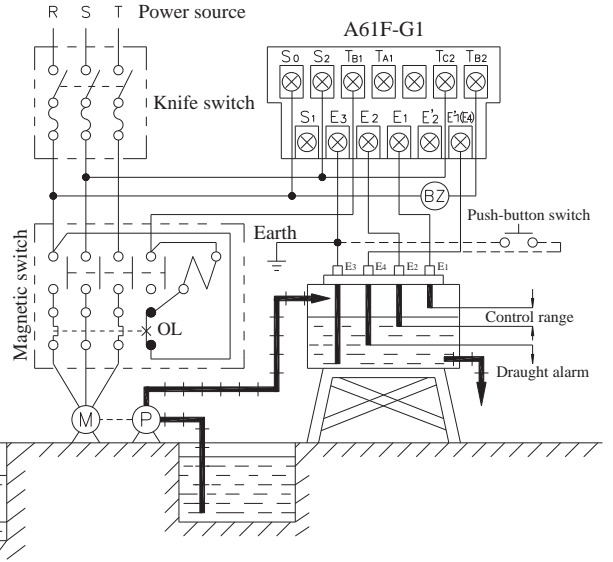 R S T Power source
A61F-G1
S0 S2 TB1 TA1 TC2 TB2
Knife switch
S1 E3 E2 E1 E'2 E'1(E4)
BZ
Push-button switch
Earth
Magnetic switch
E3 E4 E2 E1
Control range
OL
Draught alarm
M P